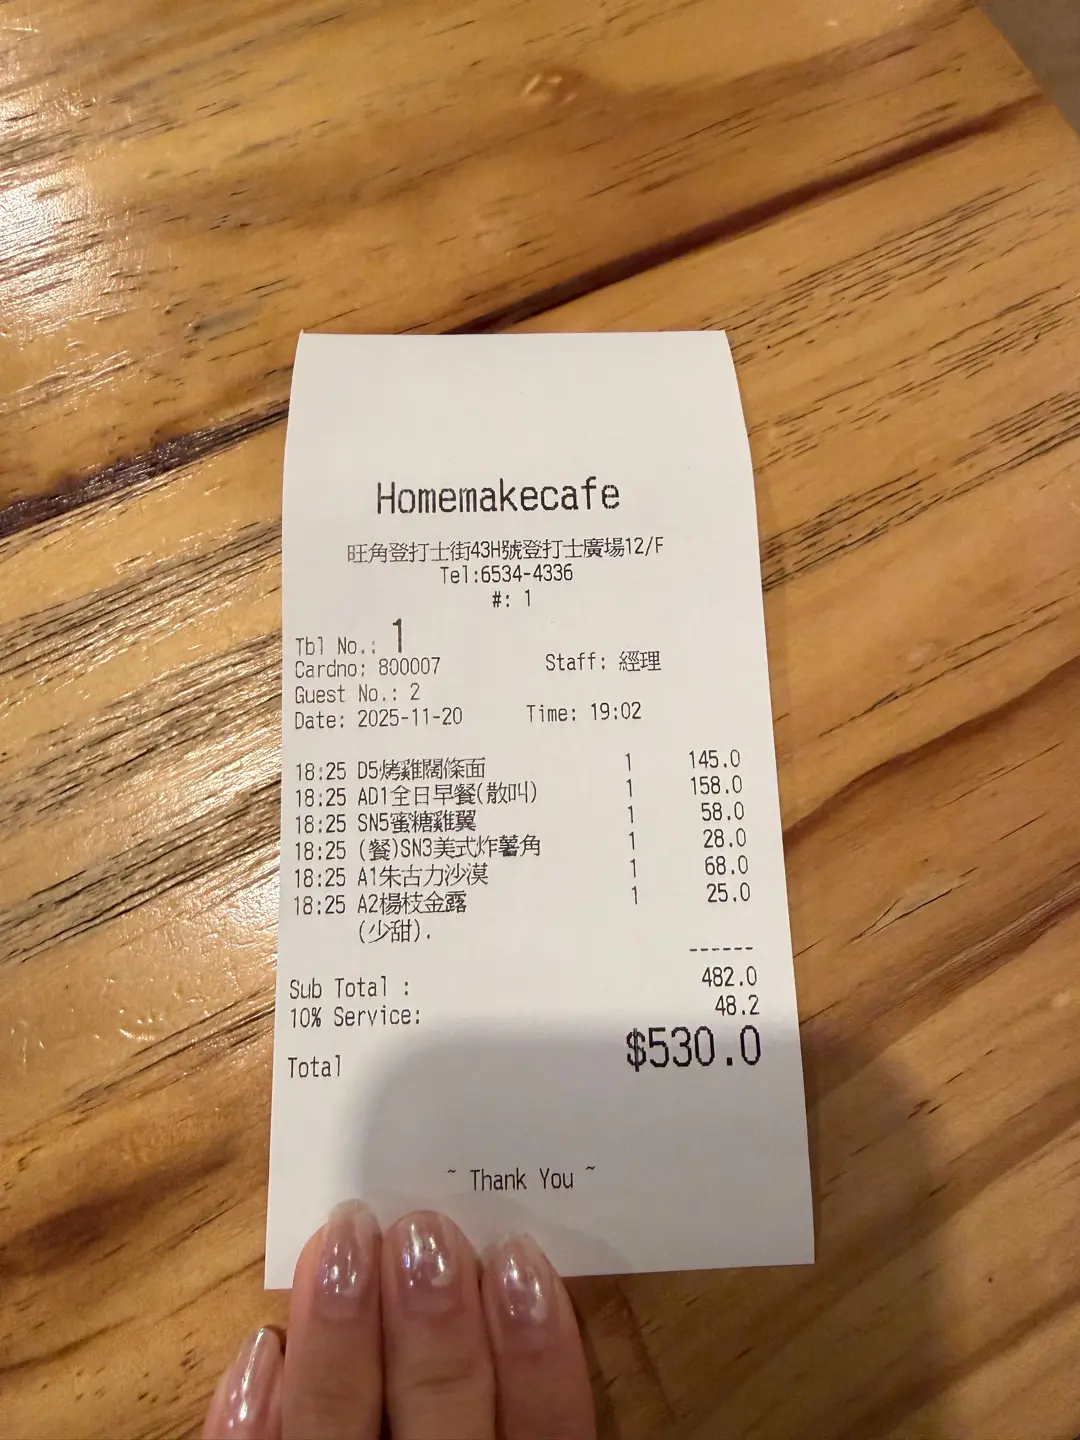 Homemakecafe
旺角登打士街43H號登打士廣場12/F
Tel:6534-4336
#: 1
Tbl No.: 1
Cardno: 800007 Staff: 經理
Guest No.: 2
Date: 2025-11-20 Time: 19:02
18:25 D5烤雞闊條面 1 145.0
18:25 AD1全日早餐(散叫) 1 158.0
18:25 SN5蜜糖雞翼 1 58.0
18:25 (餐)SN3美式炸薯角 1 28.0
18:25 A1朱古力沙漠 1 68.0
18:25 A2楊枝金露 1 25.0
(少甜).
------
Sub Total : 482.0
10% Service: 48.2
Total $530.0
~ Thank You ~